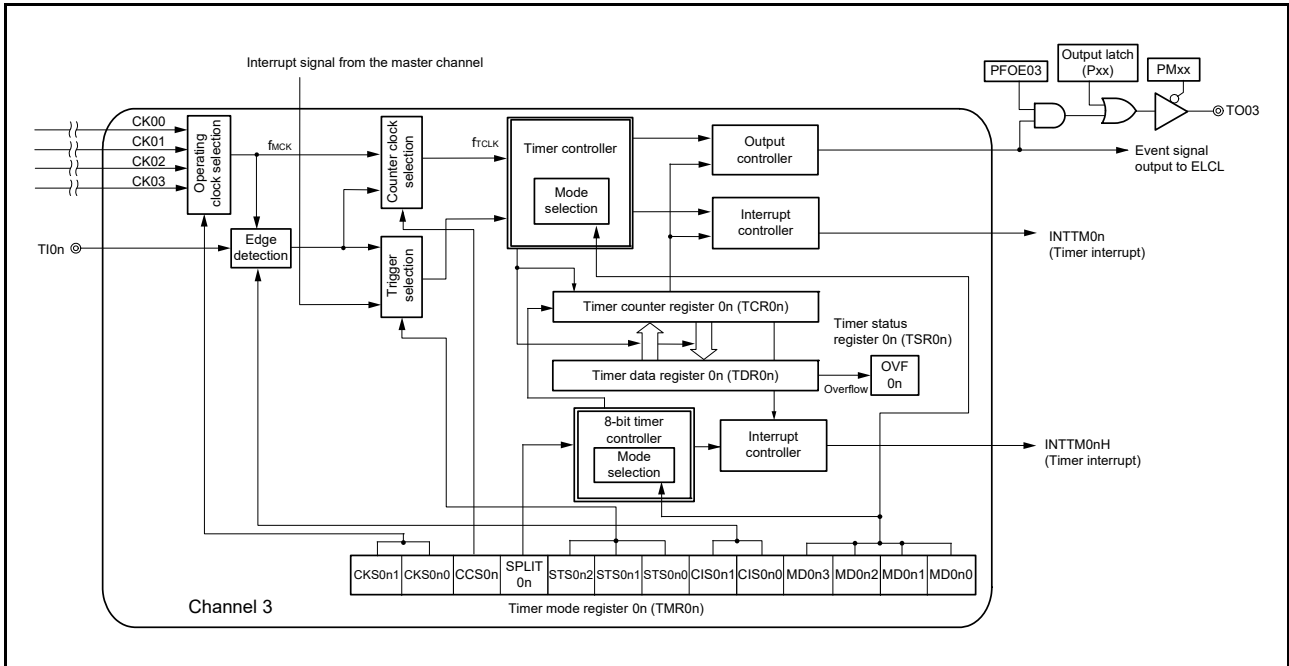 Interrupt signal from the master channel
PFOE03
Output latch
(Pxx)
PMxx
TO03
CK00
CK01
CK02
CK03
Operating
clock selection
fMCK
Counter clock
selection
fTCLK
Timer controller
Mode
selection
Output
controller
Event signal
output to ELCL
TI0n
Edge
detection
Trigger
selection
Interrupt
controller
INTTM0n
(Timer interrupt)
Timer counter register 0n (TCR0n)
Timer status
register 0n (TSR0n)
Timer data register 0n (TDR0n)
Overflow
OVF
0n
8-bit timer
controller
Mode
selection
Interrupt
controller
INTTM0nH
(Timer interrupt)
CKS0n1
CKS0n0
CCS0n
SPLIT
0n
STS0n2
STS0n1
STS0n0
CIS0n1
CIS0n0
MD0n3
MD0n2
MD0n1
MD0n0
Channel 3
Timer mode register 0n (TMR0n)